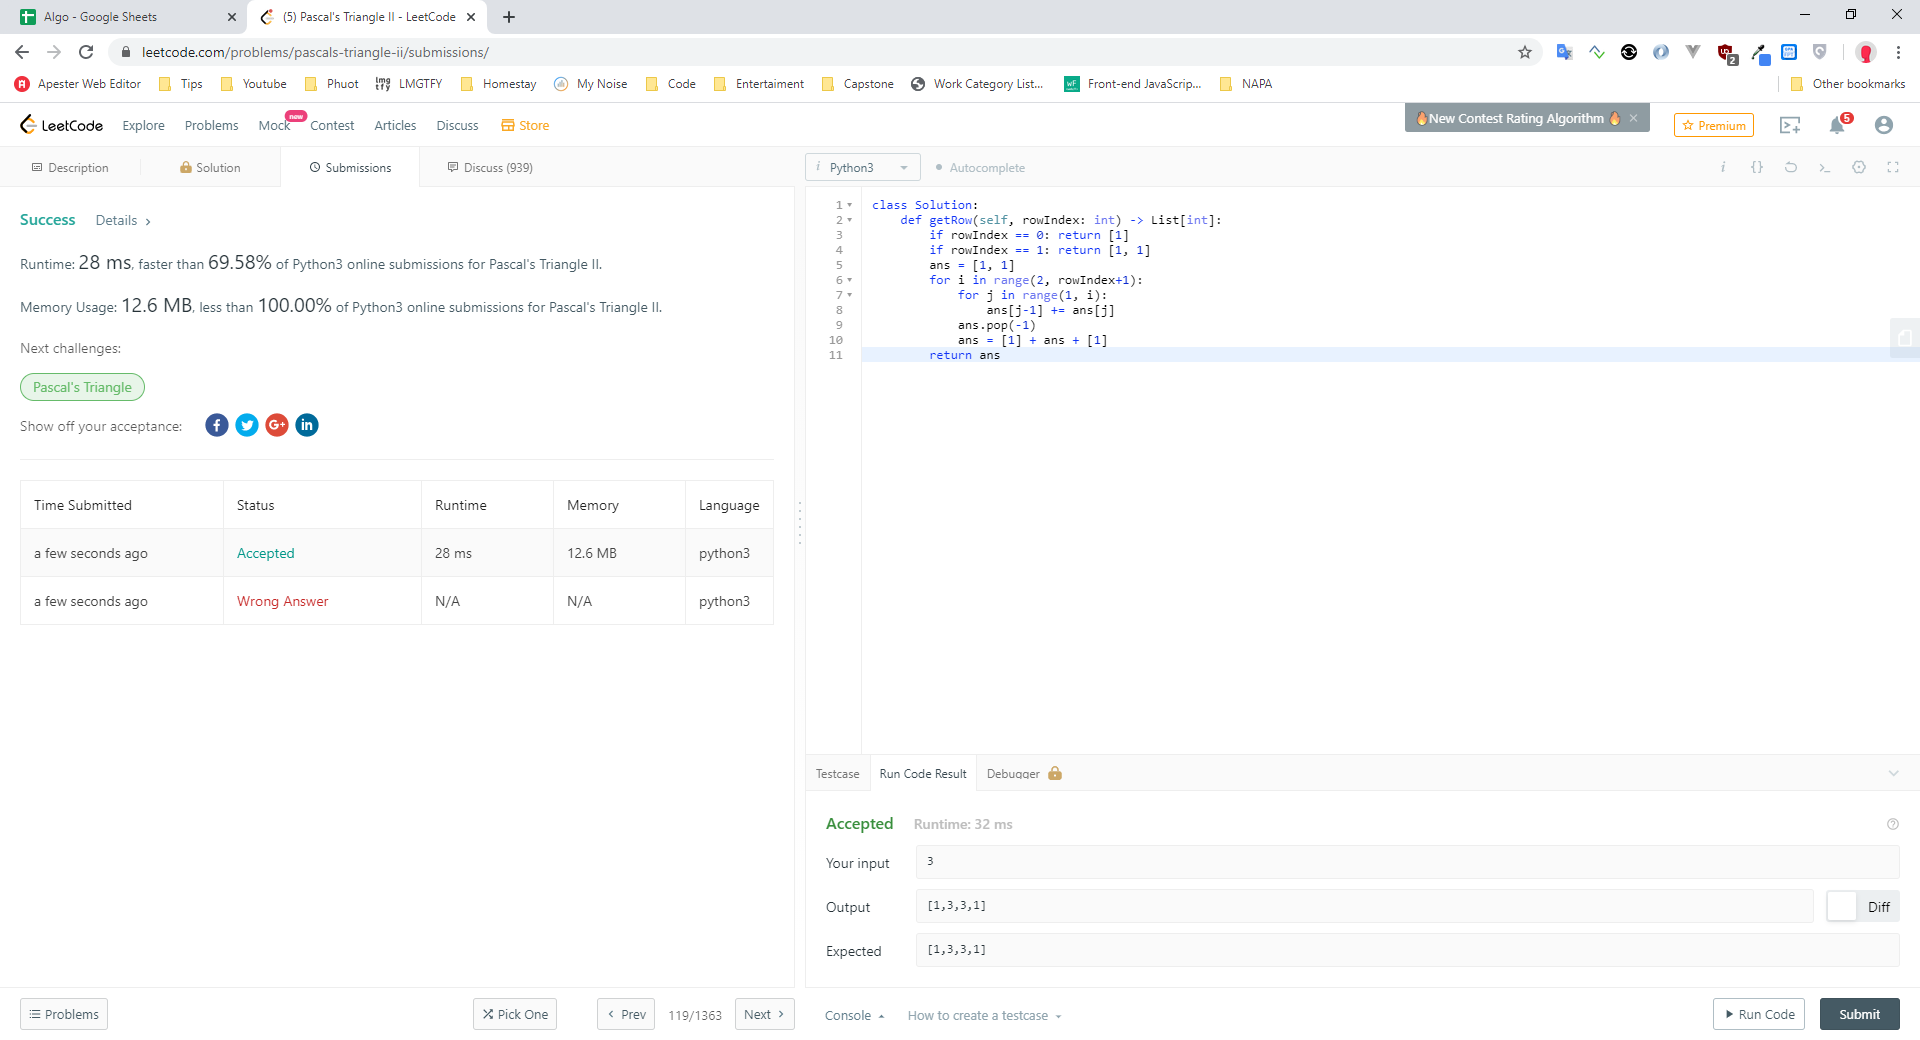 Algo - Google Sheets
(5) Pascal's Triangle II - LeetCode
leetcode.com/problems/pascals-triangle-ii/submissions/
2
Apester Web Editor Tips Youtube Phuot LMGTFY Homestay My Noise Code Entertaiment Capstone Work Category List... Front-end JavaScrip... NAPA Other bookmarks
LeetCode Explore Problems Mock new Contest Articles Discuss Store
New Contest Rating Algorithm
Premium
5
Description Solution Submissions Discuss (939)
Success Details
Runtime: 28 ms, faster than 69.58% of Python3 online submissions for Pascal's Triangle II.
Memory Usage: 12.6 MB, less than 100.00% of Python3 online submissions for Pascal's Triangle II.
Next challenges:
Pascal's Triangle
Show off your acceptance:
Time Submitted Status Runtime Memory Language
a few seconds ago Accepted 28 ms 12.6 MB python3
a few seconds ago Wrong Answer N/A N/A python3
Problems Pick One Prev 119/1363 Next
i Python3 Autocomplete
1 class Solution:
2 def getRow(self, rowIndex: int) -> List[int]:
3 if rowIndex == 0: return [1]
4 if rowIndex == 1: return [1, 1]
5 ans = [1, 1]
6 for i in range(2, rowIndex+1):
7 for j in range(1, i):
8 ans[j-1] += ans[j]
9 ans.pop(-1)
10 ans = [1] + ans + [1]
11 return ans
Testcase Run Code Result Debugger
Accepted Runtime: 32 ms
Your input 3
Output [1,3,3,1] Diff
Expected [1,3,3,1]
Console How to create a testcase Run Code Submit